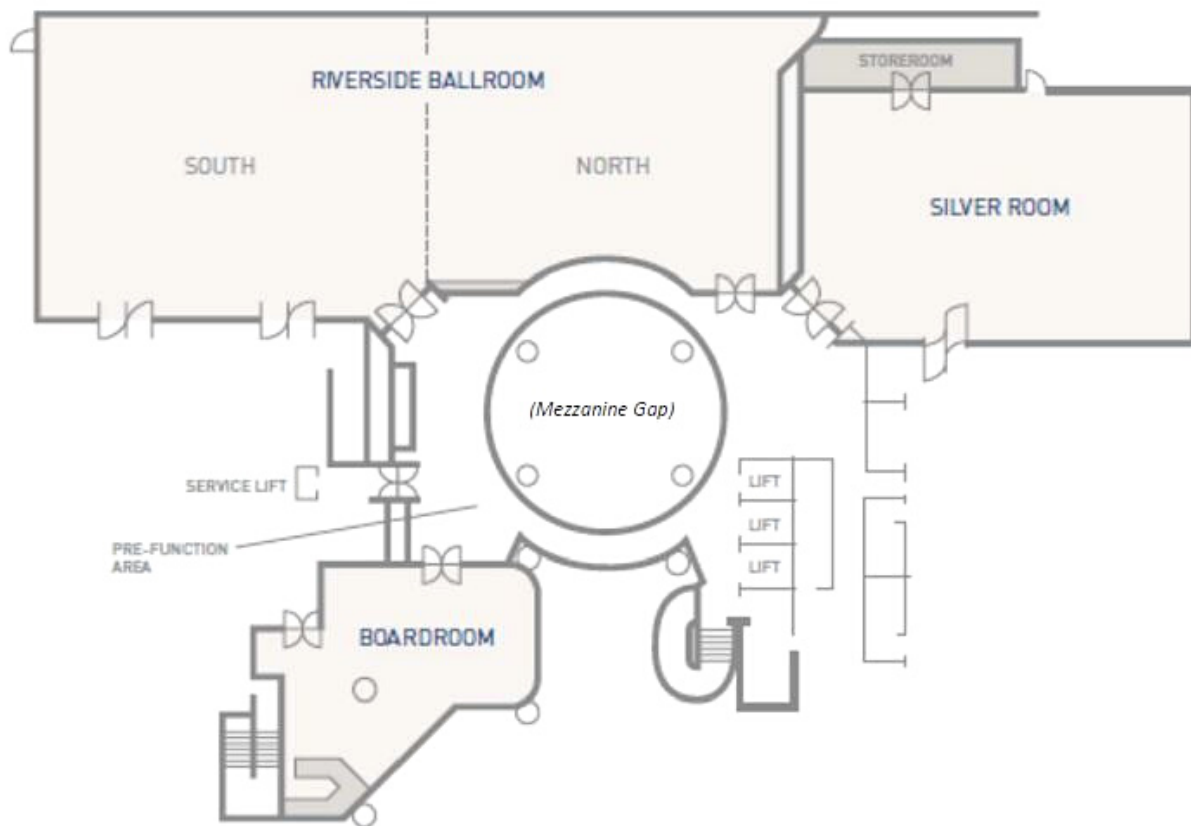 STOREROOM
RIVERSIDE BALLROOM
SOUTH
NORTH
SILVER ROOM
(Mezzanine Gap)
SERVICE LIFT
LIFT
LIFT
LIFT
PRE-FUNCTION
AREA
BOARDROOM